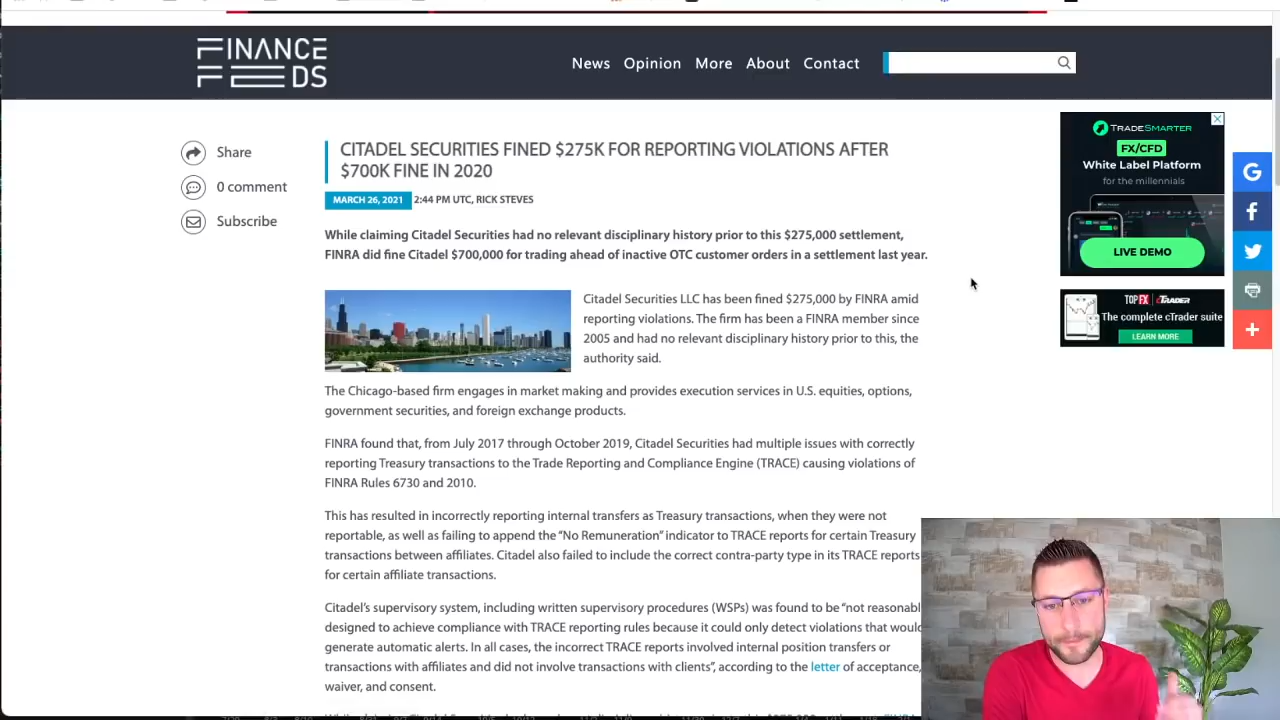 FINANCE
FEEDS
News Opinion More About Contact
Share
0 comment
Subscribe
CITADEL SECURITIES FINED $275K FOR REPORTING VIOLATIONS AFTER
$700K FINE IN 2020
MARCH 26, 2021 2:44 PM UTC, RICK STEVES
While claiming Citadel Securities had no relevant disciplinary history prior to this $275,000 settlement,
FINRA did fine Citadel $700,000 for trading ahead of inactive OTC customer orders in a settlement last year.
Citadel Securities LLC has been fined $275,000 by FINRA amid
reporting violations. The firm has been a FINRA member since
2005 and had no relevant disciplinary history prior to this, the
authority said.
The Chicago-based firm engages in market making and provides execution services in U.S. equities, options,
government securities, and foreign exchange products.
FINRA found that, from July 2017 through October 2019, Citadel Securities had multiple issues with correctly
reporting Treasury transactions to the Trade Reporting and Compliance Engine (TRACE) causing violations of
FINRA Rules 6730 and 2010.
This has resulted in incorrectly reporting internal transfers as Treasury transactions, when they were not
reportable, as well as failing to append the “No Remuneration” indicator to TRACE reports for certain Treasury
transactions between affiliates. Citadel also failed to include the correct contra-party type in its TRACE reports
for certain affiliate transactions.
Citadel’s supervisory system, including written supervisory procedures (WSPs) was found to be “not reasonabl
designed to achieve compliance with TRACE reporting rules because it could only detect violations that would
generate automatic alerts. In all cases, the incorrect TRACE reports involved internal position transfers or
transactions with affiliates and did not involve transactions with clients”, according to the letter of acceptance,
waiver, and consent.
TRADESMARTER
FX/CFD
White Label Platform
for the millennials
LIVE DEMO
TOPFX cTRADER
The complete cTrader suite
LEARN MORE
G
f